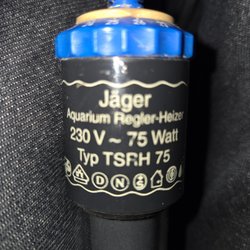 Jäger
Aquarium Regler-Heizer
230 V ~ 75 Watt
Typ TSRH 75